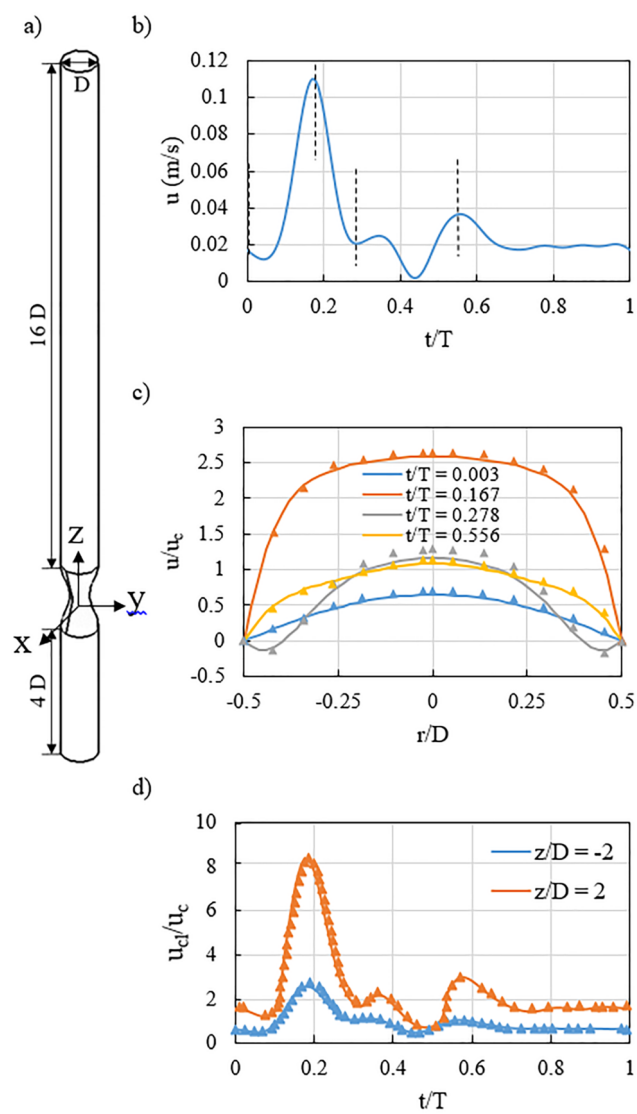 a)
D
16 D
Z
y
X
4 D
b)
0.12
0.1
0.08
0.06
0.04
0.02
0
u (m/s)
0 0.2 0.4 0.6 0.8 1
t/T
c)
3
2.5
2
1.5
1
0.5
0
-0.5
u/u_c
t/T = 0.003
t/T = 0.167
t/T = 0.278
t/T = 0.556
-0.5 -0.25 0 0.25 0.5
r/D
d)
10
8
6
4
2
0
u_cl/u_c
z/D = -2
z/D = 2
0 0.2 0.4 0.6 0.8 1
t/T